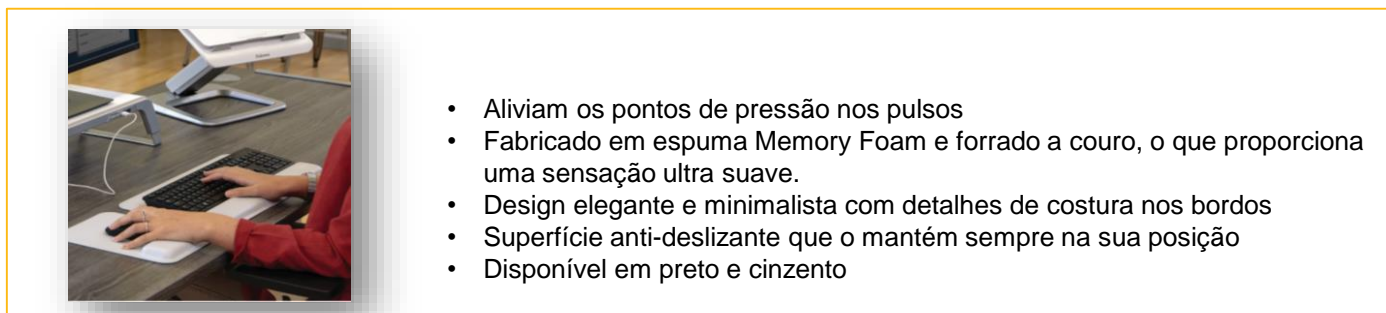 • Aliviam os pontos de pressão nos pulsos
• Fabricado em espuma Memory Foam e forrado a couro, o que proporciona
uma sensação ultra suave.
• Design elegante e minimalista com detalhes de costura nos bordos
• Superfície anti-deslizante que o mantém sempre na sua posição
• Disponível em preto e cinzento